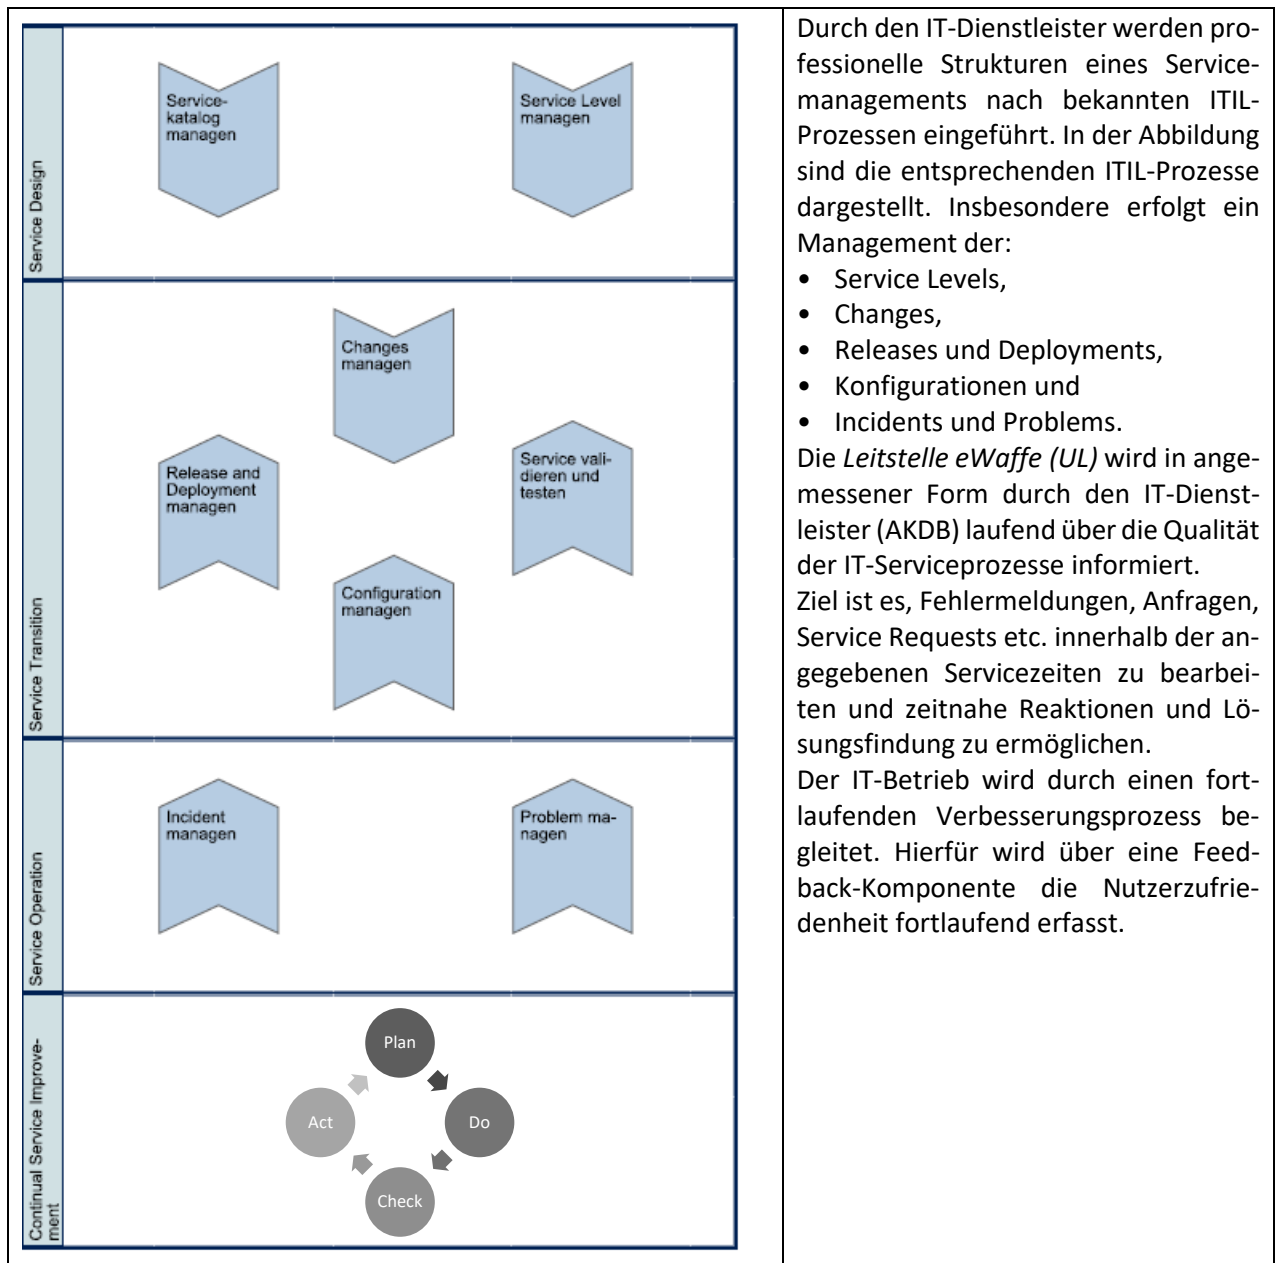 Service Design
Service-
katalog
managen
Service Level
managen
Service Transition
Changes
managen
Release and
Deployment
managen
Service vali-
dieren und
testen
Configuration
managen
Service Operation
Incident
managen
Problem ma-
nagen
Continual Service Improve-
ment
Plan
Do
Check
Act
Durch den IT-Dienstleister werden pro-
fessionelle Strukturen eines Service-
managements nach bekannten ITIL-
Prozessen eingeführt. In der Abbildung
sind die entsprechenden ITIL-Prozesse
dargestellt. Insbesondere erfolgt ein
Management der:
• Service Levels,
• Changes,
• Releases und Deployments,
• Konfigurationen und
• Incidents und Problems.
Die Leitstelle eWaffe (UL) wird in ange-
messener Form durch den IT-Dienst-
leister (AKDB) laufend über die Qualität
der IT-Serviceprozesse informiert.
Ziel ist es, Fehlermeldungen, Anfragen,
Service Requests etc. innerhalb der an-
gegebenen Servicezeiten zu bearbei-
ten und zeitnahe Reaktionen und Lö-
sungsfindung zu ermöglichen.
Der IT-Betrieb wird durch einen fort-
laufenden Verbesserungsprozess be-
gleitet. Hierfür wird über eine Feed-
back-Komponente die Nutzerzufrie-
denheit fortlaufend erfasst.